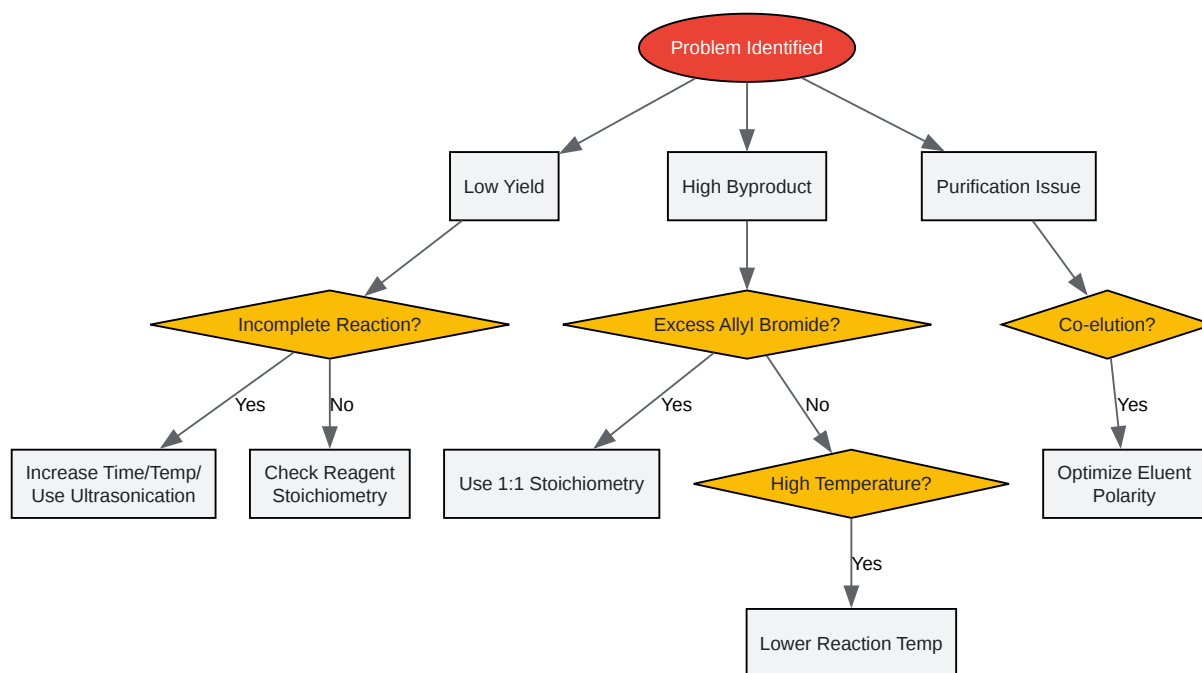 Problem Identified
Low Yield
High Byproduct
Purification Issue
Incomplete Reaction?
Excess Allyl Bromide?
Co-elution?
Yes
No
Yes
No
Yes
Increase Time/Temp/
Use Ultrasonication
Check Reagent
Stoichiometry
Use 1:1 Stoichiometry
High Temperature?
Optimize Eluent
Polarity
Yes
Lower Reaction Temp